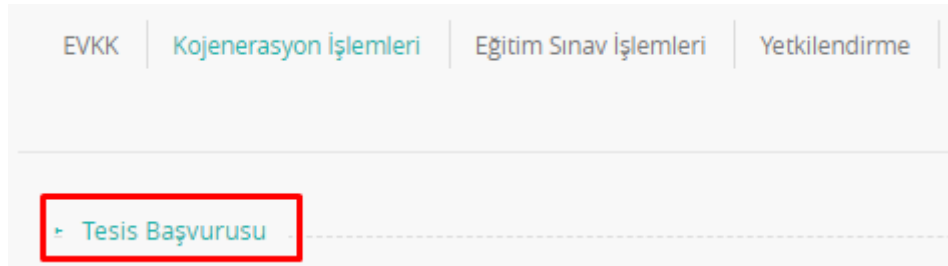 EVKK Kojenerasyon İşlemleri Eğitim Sınav İşlemleri Yetkilendirme
Tesis Başvurusu